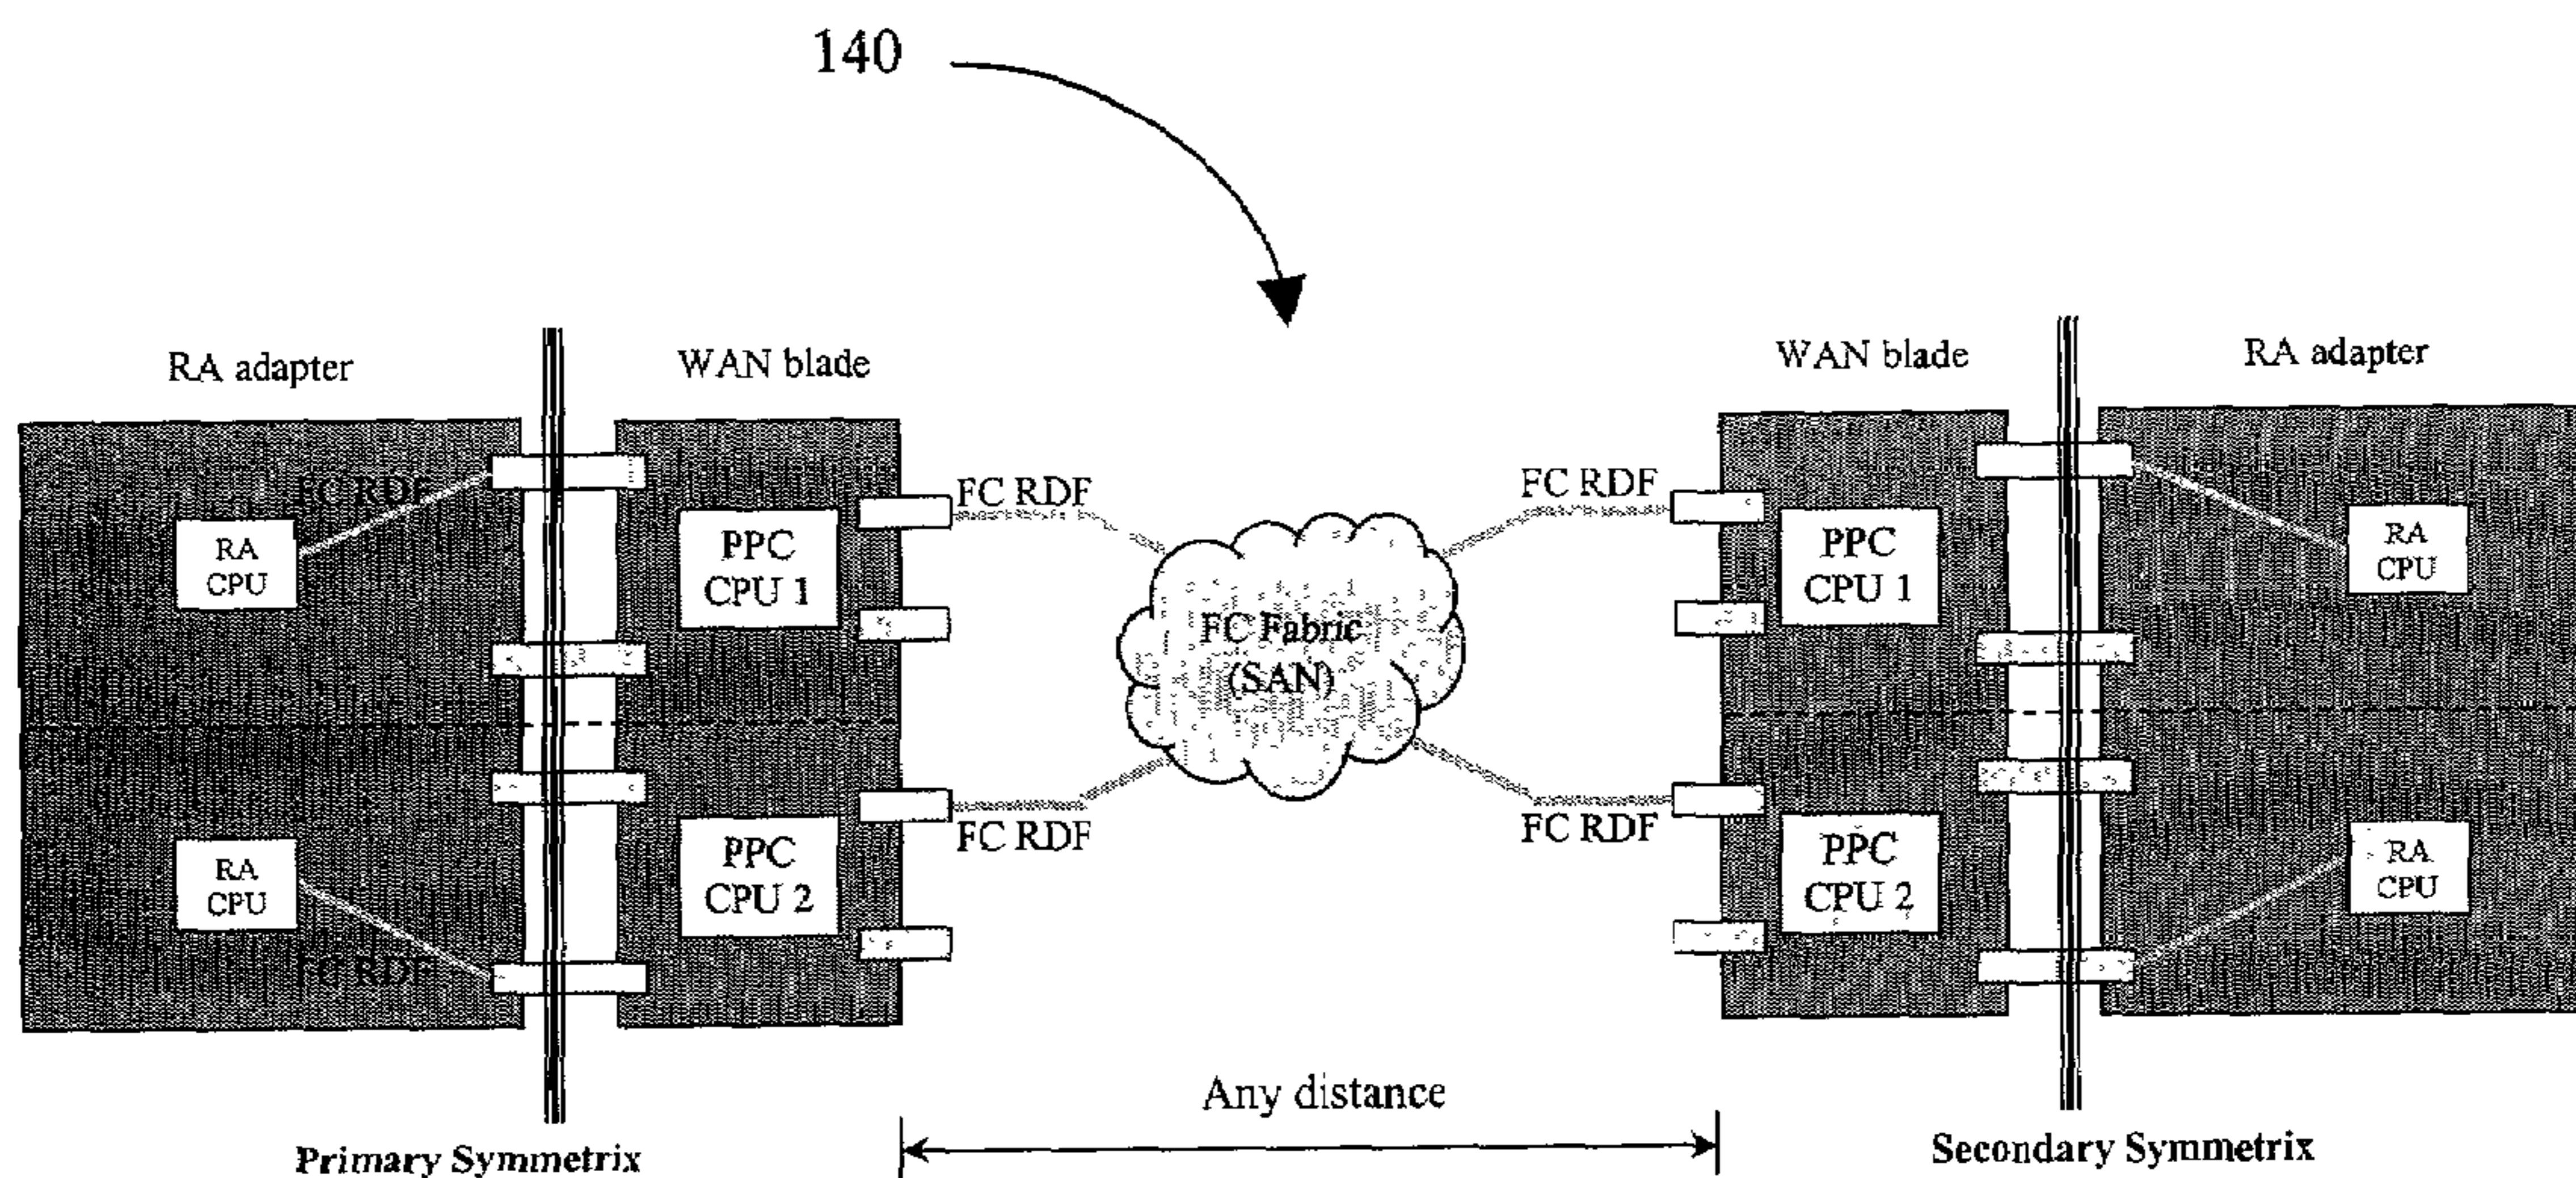 140
RA adapter
WAN blade
WAN blade
RA adapter
FC RDF
FC RDF
FC RDF
RA
CPU
PPC
CPU 1
FC Fabric
(SAN)
PPC
CPU 1
RA
CPU
RA
CPU
FC RDF
PPC
CPU 2
FC RDF
FC RDF
PPC
CPU 2
RA
CPU
Any distance
Primary Symmetrix
Secondary Symmetrix